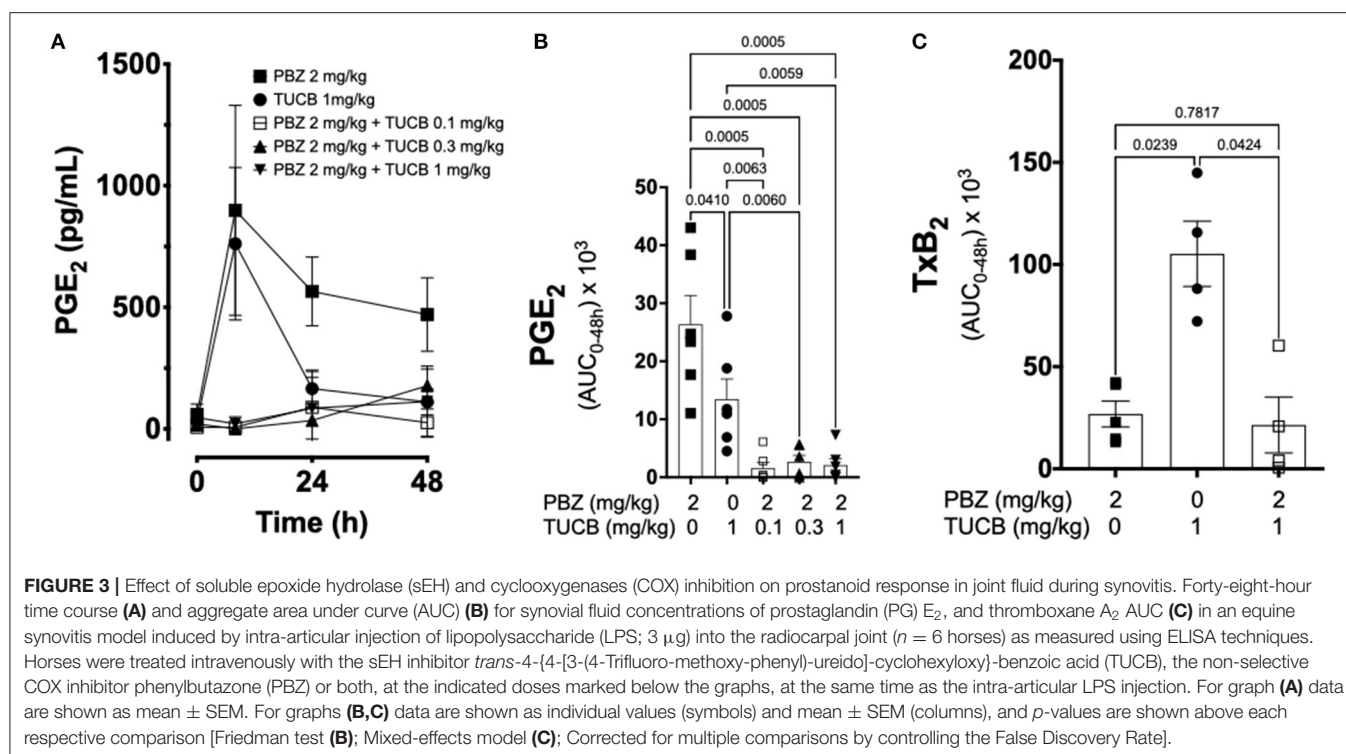 A
1500
1000
500
0
PGE2 (pg/mL)
0 24 48
Time (h)
PBZ 2 mg/kg
TUCB 1mg/kg
PBZ 2 mg/kg + TUCB 0.1 mg/kg
PBZ 2 mg/kg + TUCB 0.3 mg/kg
PBZ 2 mg/kg + TUCB 1 mg/kg
B
0.0005
0.0059
0.0005
0.0005
0.0063
0.0410 0.0060
50
40
30
20
10
0
PGE2
(AUC0-48h) x 10³
PBZ (mg/kg) 2 0 2 2 2
TUCB (mg/kg) 0 1 0.1 0.3 1
C
200
150
100
50
0
0.7817
0.0239 0.0424
TxB2
(AUC0-48h) x 10³
PBZ (mg/kg) 2 0 2
TUCB (mg/kg) 0 1 1
FIGURE 3 | Effect of soluble epoxide hydrolase (sEH) and cyclooxygenases (COX) inhibition on prostanoid response in joint fluid during synovitis. Forty-eight-hour
time course (A) and aggregate area under curve (AUC) (B) for synovial fluid concentrations of prostaglandin (PG) E2, and thromboxane A2 AUC (C) in an equine
synovitis model induced by intra-articular injection of lipopolysaccharide (LPS; 3 μg) into the radiocarpal joint (n = 6 horses) as measured using ELISA techniques.
Horses were treated intravenously with the sEH inhibitor trans-4-{4-[3-(4-Trifluoro-methoxy-phenyl)-ureido]-cyclohexyloxy}-benzoic acid (TUCB), the non-selective
COX inhibitor phenylbutazone (PBZ) or both, at the indicated doses marked below the graphs, at the same time as the intra-articular LPS injection. For graph (A) data
are shown as mean ± SEM. For graphs (B,C) data are shown as individual values (symbols) and mean ± SEM (columns), and p-values are shown above each
respective comparison [Friedman test (B); Mixed-effects model (C); Corrected for multiple comparisons by controlling the False Discovery Rate].